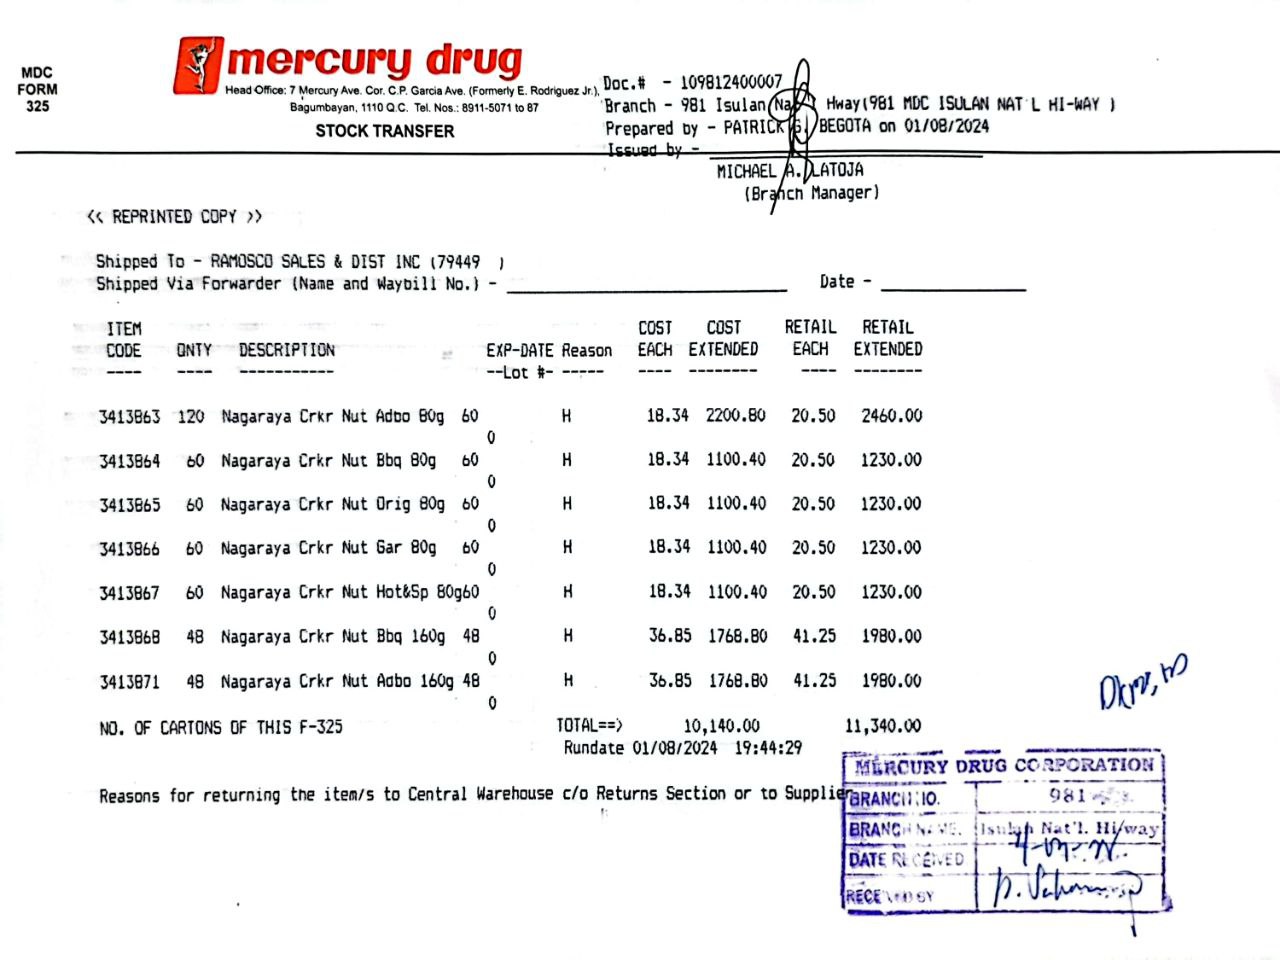 MDC
FORM
325
mercury drug
Head Office: 7 Mercury Ave. Cor. C.P. Garcia Ave. (Formerly E. Rodriguez Jr.),
Bagumbayan, 1110 Q.C. Tel. Nos.: 8911-5071 to 87
STOCK TRANSFER
Doc.# - 109812400007
Branch - 981 Isulan Nat'l Hway(981 MDC ISULAN NAT L HI-WAY )
Prepared by - PATRICK G. BEGOTA on 01/08/2024
Issued by -
MICHAEL A. LATOJA
(Branch Manager)
<< REPRINTED COPY >>
Shipped To - RAMOSCO SALES & DIST INC (79449 )
Shipped Via Forwarder (Name and Waybill No.) - Date -
ITEM COST COST RETAIL RETAIL
CODE QNTY DESCRIPTION EXP-DATE Reason EACH EXTENDED EACH EXTENDED
---- ---- ----------- --Lot #- ----- ---- -------- ---- --------
3413863 120 Nagaraya Crkr Nut Adbo 80g 60 H 18.34 2200.80 20.50 2460.00
0
3413864 60 Nagaraya Crkr Nut Bbq 80g 60 H 18.34 1100.40 20.50 1230.00
0
3413865 60 Nagaraya Crkr Nut Orig 80g 60 H 18.34 1100.40 20.50 1230.00
0
3413866 60 Nagaraya Crkr Nut Gar 80g 60 H 18.34 1100.40 20.50 1230.00
0
3413867 60 Nagaraya Crkr Nut Hot&Sp 80g60 H 18.34 1100.40 20.50 1230.00
0
3413868 48 Nagaraya Crkr Nut Bbq 160g 48 H 36.85 1768.80 41.25 1980.00
0
3413871 48 Nagaraya Crkr Nut Adbo 160g 48 H 36.85 1768.80 41.25 1980.00
0
NO. OF CARTONS OF THIS F-325 TOTAL==> 10,140.00 11,340.00
Rundate 01/08/2024 19:44:29
Reasons for returning the item/s to Central Warehouse c/o Returns Section or to Supplier
MERCURY DRUG CORPORATION
BRANCH NO. 981
BRANCH NAME. Isulan Nat'l. Hi/way
DATE RECEIVED
RECEIVED BY